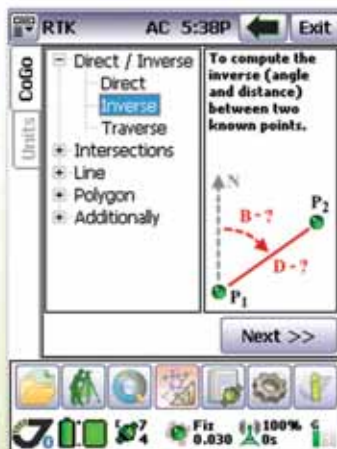 RTK AC 5:38P Exit
CoGo
Units
Direct / Inverse
Direct
Inverse
Traverse
Intersections
Line
Polygon
Additionally
To compute the
inverse (angle
and distance)
between two
known points.
N
B - ?
P2
D - ?
P1
Next >>
7
4
Fix
0.030
100%
0s